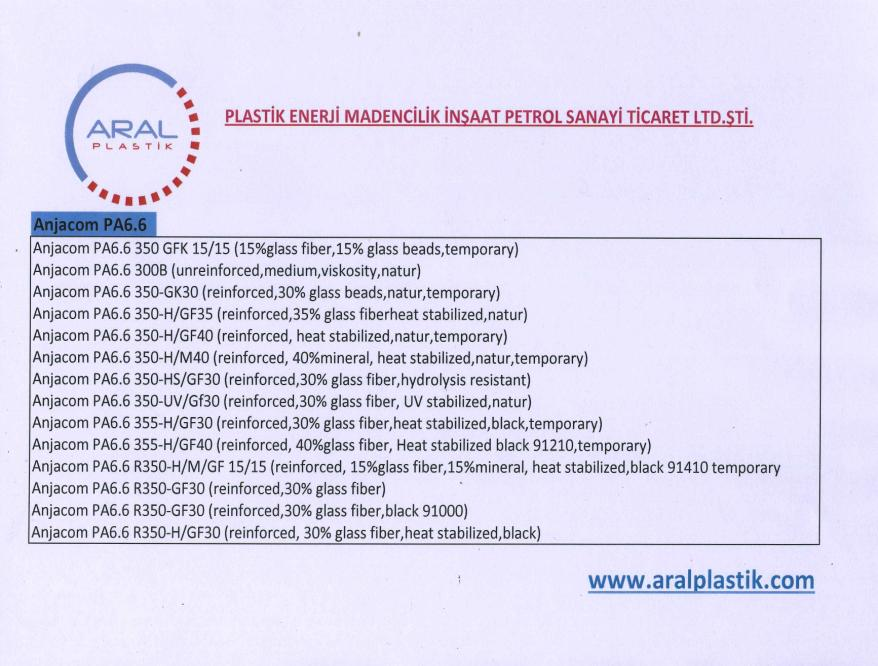 ARAL
PLASTİK
PLASTİK ENERJİ MADENCİLİK İNŞAAT PETROL SANAYİ TİCARET LTD.ŞTİ.
Anjacom PA6.6
Anjacom PA6.6 350 GFK 15/15 (15%glass fiber,15% glass beads,temporary)
Anjacom PA6.6 300B (unreinforced,medium,viskosity,natur)
Anjacom PA6.6 350-GK30 (reinforced,30% glass beads,natur,temporary)
Anjacom PA6.6 350-H/GF35 (reinforced,35% glass fiberheat stabilized,natur)
Anjacom PA6.6 350-H/GF40 (reinforced, heat stabilized,natur,temporary)
Anjacom PA6.6 350-H/M40 (reinforced, 40%mineral, heat stabilized,natur,temporary)
Anjacom PA6.6 350-HS/GF30 (reinforced,30% glass fiber,hydrolysis resistant)
Anjacom PA6.6 350-UV/Gf30 (reinforced,30% glass fiber, UV stabilized,natur)
Anjacom PA6.6 355-H/GF30 (reinforced,30% glass fiber,heat stabilized,black,temporary)
Anjacom PA6.6 355-H/GF40 (reinforced, 40%glass fiber, Heat stabilized black 91210,temporary)
Anjacom PA6.6 R350-H/M/GF 15/15 (reinforced, 15%glass fiber,15%mineral, heat stabilized,black 91410 temporary
Anjacom PA6.6 R350-GF30 (reinforced,30% glass fiber)
Anjacom PA6.6 R350-GF30 (reinforced,30% glass fiber,black 91000)
Anjacom PA6.6 R350-H/GF30 (reinforced, 30% glass fiber,heat stabilized,black)
www.aralplastik.com